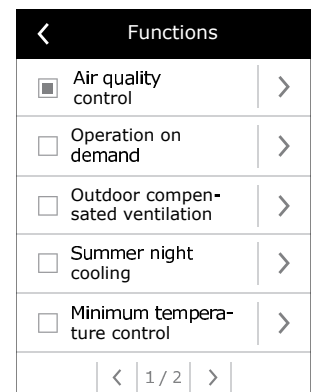 Functions
Air quality
control
Operation on
demand
Outdoor compen-
sated ventilation
Summer night
cooling
Minimum tempera-
ture control
1 / 2